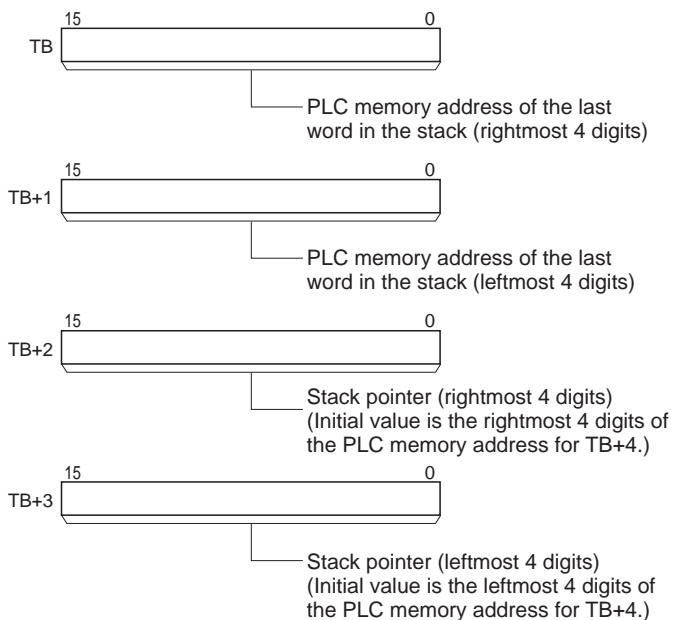 15 0
TB
PLC memory address of the last
word in the stack (rightmost 4 digits)
15 0
TB+1
PLC memory address of the last
word in the stack (leftmost 4 digits)
15 0
TB+2
Stack pointer (rightmost 4 digits)
(Initial value is the rightmost 4 digits of
the PLC memory address for TB+4.)
15 0
TB+3
Stack pointer (leftmost 4 digits)
(Initial value is the leftmost 4 digits of
the PLC memory address for TB+4.)